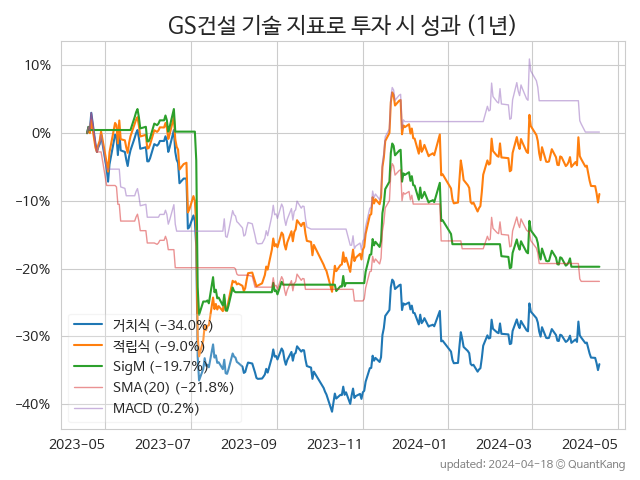 GS건설 기술 지표로 투자 시 성과 (1년)
10%
0%
−10%
−20%
−30%
−40%
거치식 (−34.0%)
적립식 (−9.0%)
SigM (−19.7%)
SMA(20) (−21.8%)
MACD (0.2%)
2023−05 2023−07 2023−09 2023−11 2024−01 2024−03 2024−05
updated: 2024−04−18 ⓒ QuantKang